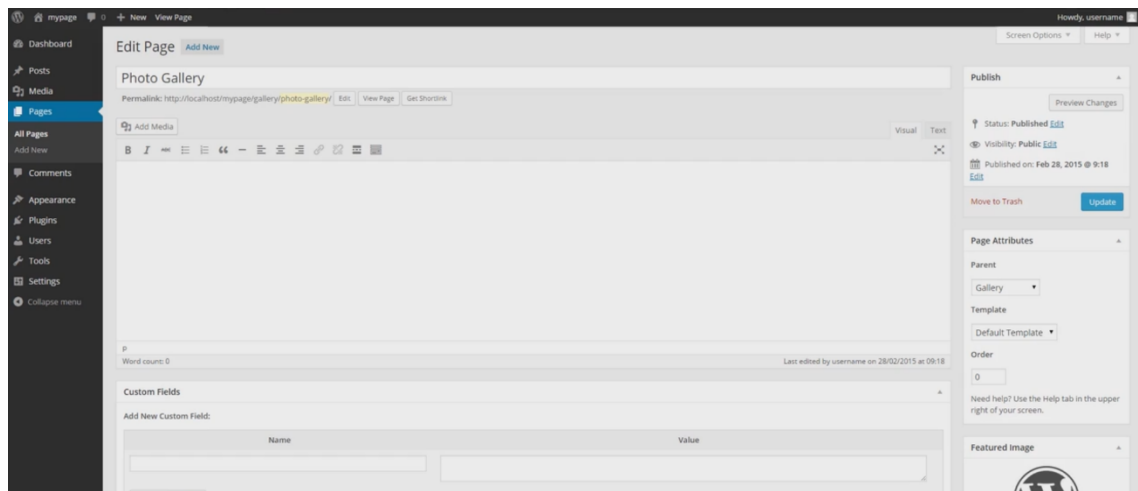 mypage 0 + New View Page Howdy, username
Screen Options Help
Dashboard
Posts
Media
Pages
All Pages
Add New
Comments
Appearance
Plugins
Users
Tools
Settings
Collapse menu
Edit Page Add New
Photo Gallery
Permalink: http://localhost/mypage/gallery/photo-gallery/ Edit View Page Get Shortlink
Add Media
Visual Text
B I ABC
p
Word count: 0 Last edited by username on 28/02/2015 at 09:18
Custom Fields
Add New Custom Field:
Name Value
Publish
Preview Changes
Status: Published Edit
Visibility: Public Edit
Published on: Feb 28, 2015 @ 9:18
Edit
Move to Trash Update
Page Attributes
Parent
Gallery
Template
Default Template
Order
0
Need help? Use the Help tab in the upper
right of your screen.
Featured Image